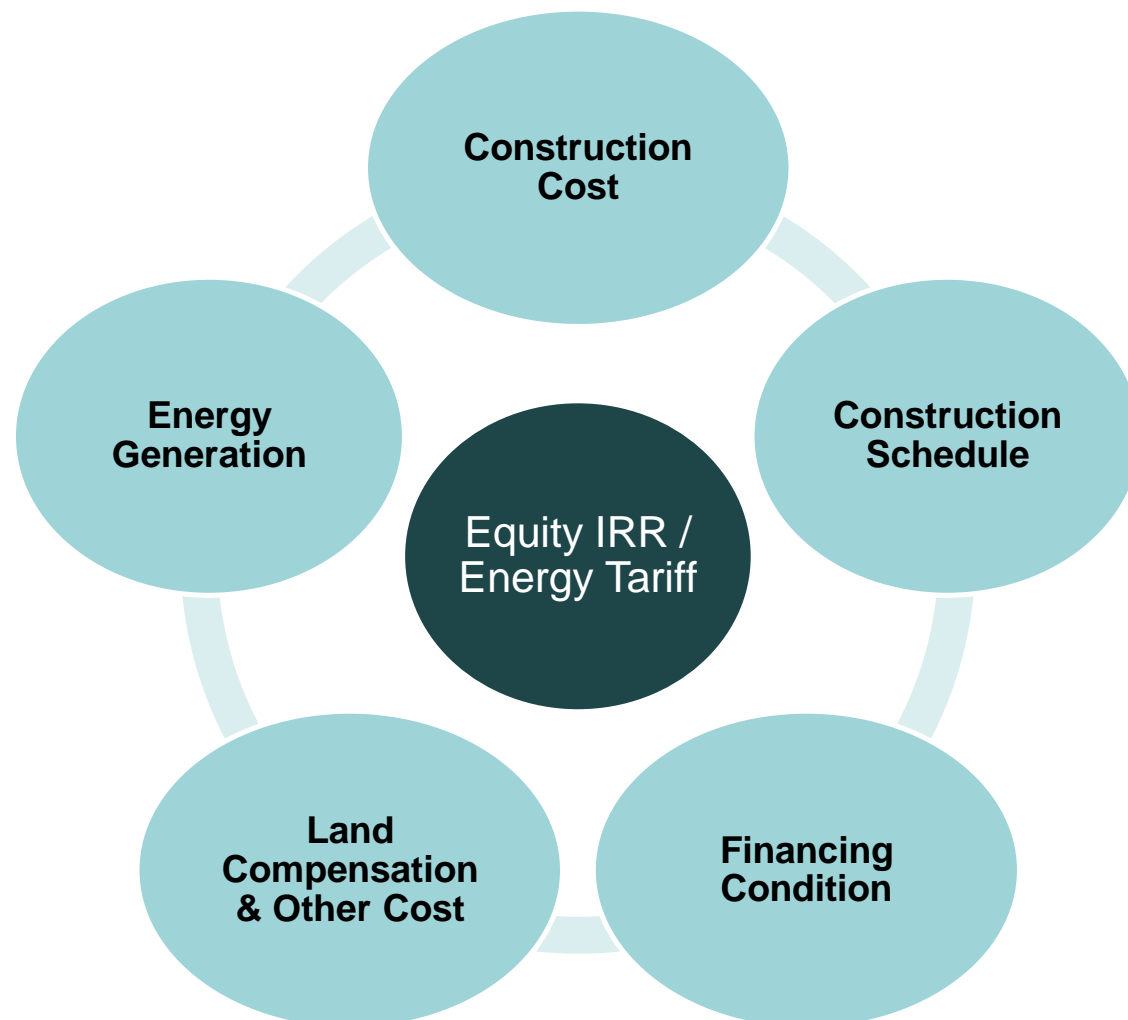 Construction
Cost
Construction
Schedule
Financing
Condition
Land
Compensation
& Other Cost
Energy
Generation
Equity IRR /
Energy Tariff